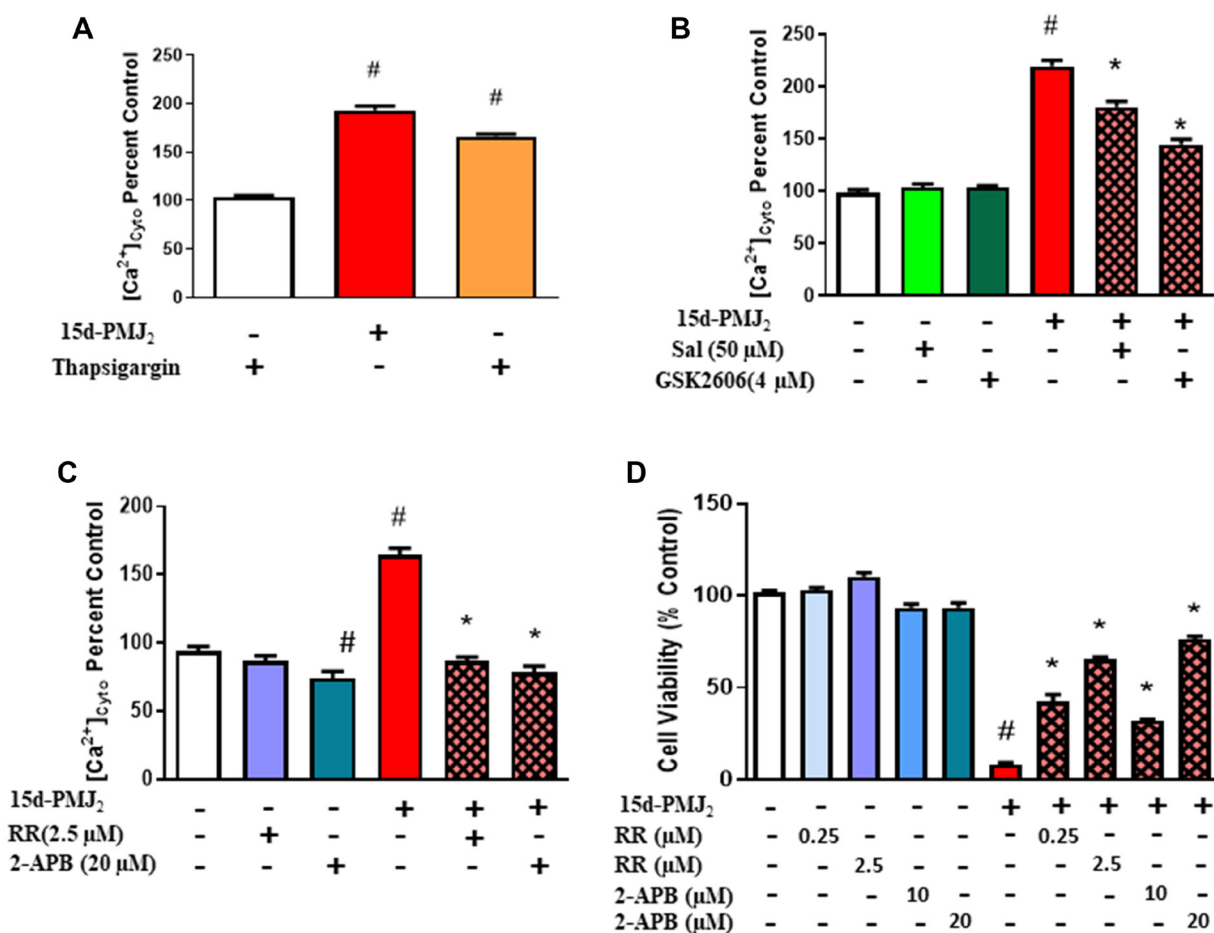 A
[Ca²⁺]Cyto Percent Control
250
200
150
100
50
0
#
#
15d-PMJ₂ - + -
Thapsigargin + - +
B
[Ca²⁺]Cyto Percent Control
250
200
150
100
50
0
#
*
*
15d-PMJ₂ - - - + + +
Sal (50 µM) - + - - + -
GSK2606(4 µM) - - + - - +
C
[Ca²⁺]Cyto Percent Control
200
150
100
50
0
#
#
*
*
15d-PMJ₂ - - - + + +
RR(2.5 µM) - + - - + -
2-APB (20 µM) - - + - - +
D
Cell Viability (% Control)
150
100
50
0
#
*
*
*
*
15d-PMJ₂ - - - - - + + + + +
RR (µM) - 0.25 - - - - 0.25 - - -
RR (µM) - - 2.5 - - - - 2.5 - -
2-APB (µM) - - - 10 - - - - 10 -
2-APB (µM) - - - - 20 - - - - 20